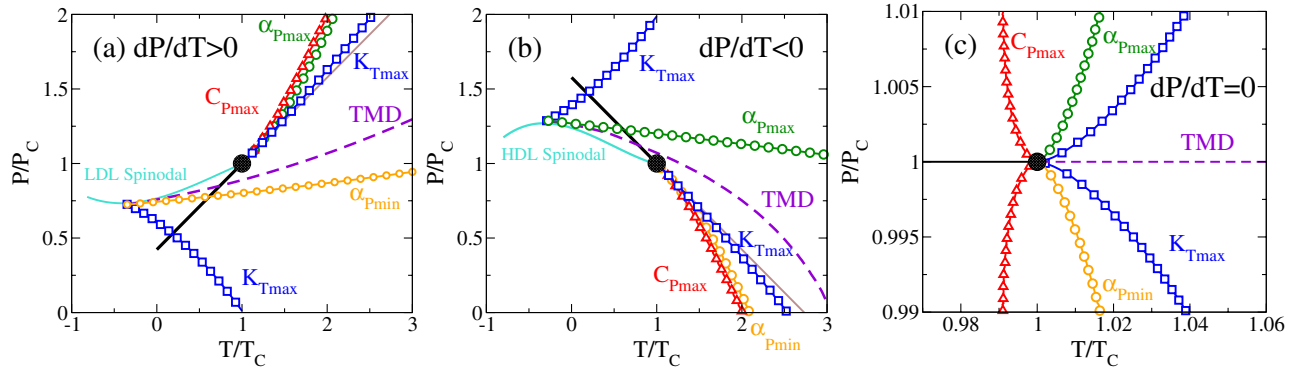 (a) dP/dT>0
α_Pmax
K_Tmax
C_Pmax
TMD
LDL Spinodal
α_Pmin
K_Tmax
P/P_C
2
1.5
1
0.5
0
-1 0 1 2 3
T/T_C
(b) dP/dT<0
K_Tmax
α_Pmax
HDL Spinodal
TMD
K_Tmax
C_Pmax
α_Pmin
P/P_C
2
1.5
1
0.5
0
-1 0 1 2 3
T/T_C
(c)
C_Pmax
α_Pmax
K_Tmax
dP/dT=0
TMD
K_Tmax
α_Pmin
P/P_C
1.01
1.005
1
0.995
0.99
0.98 1 1.02 1.04 1.06
T/T_C